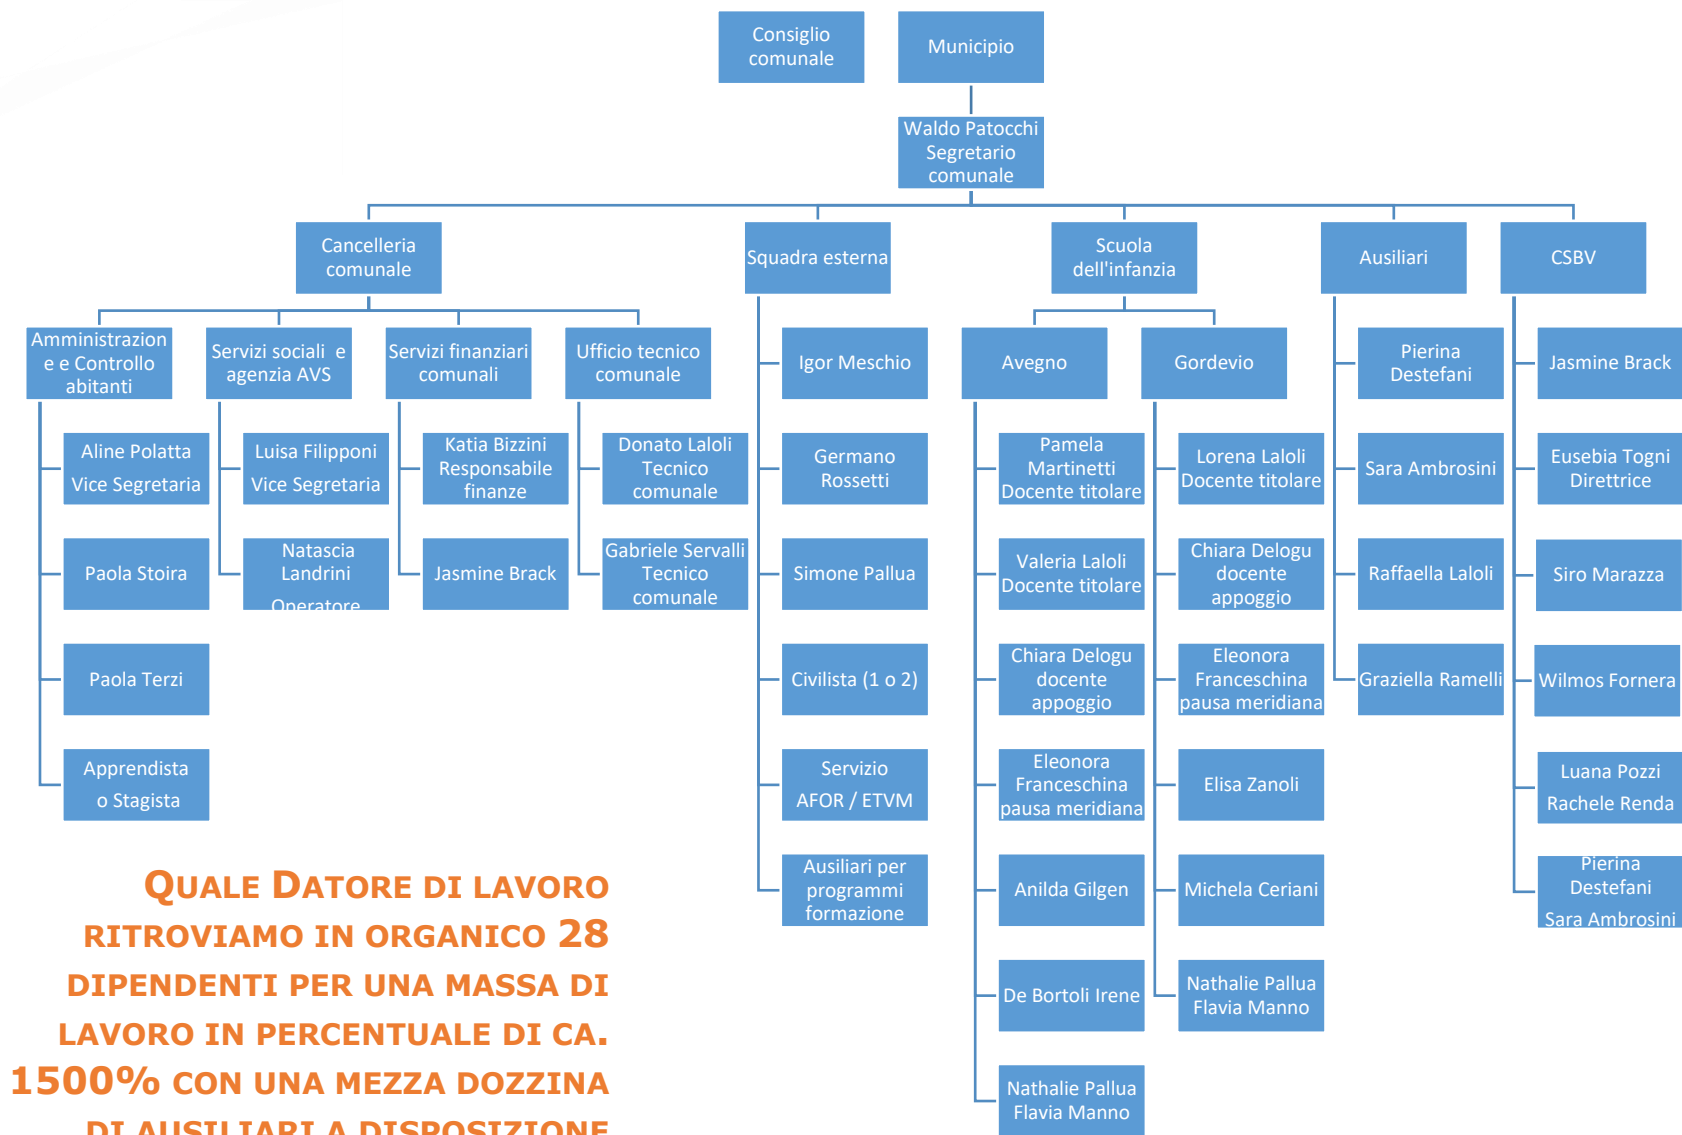 Consiglio
comunale
Municipio
Waldo Patocchi
Segretario
comunale
Cancelleria
comunale
Squadra esterna
Scuola
dell'infanzia
Ausiliari
CSBV
Amministrazion
e e Controllo
abitanti
Servizi sociali e
agenzia AVS
Servizi finanziari
comunali
Ufficio tecnico
comunale
Aline Polatta
Vice Segretaria
Paola Stoira
Paola Terzi
Apprendista
o Stagista
Luisa Filipponi
Vice Segretaria
Natascia
Landrini
Operatore
Katia Bizzini
Responsabile
finanze
Jasmine Brack
Donato Laloli
Tecnico
comunale
Gabriele Servalli
Tecnico
comunale
Igor Meschio
Germano
Rossetti
Simone Pallua
Civilista (1 o 2)
Servizio
AFOR / ETVM
Ausiliari per
programmi
formazione
Avegno
Pamela
Martinetti
Docente titolare
Valeria Laloli
Docente titolare
Chiara Delogu
docente
appoggio
Eleonora
Franceschina
pausa meridiana
Anilda Gilgen
De Bortoli Irene
Nathalie Pallua
Flavia Manno
Gordevio
Lorena Laloli
Docente titolare
Chiara Delogu
docente
appoggio
Eleonora
Franceschina
pausa meridiana
Elisa Zanoli
Michela Ceriani
Nathalie Pallua
Flavia Manno
Pierina
Destefani
Sara Ambrosini
Raffaella Laloli
Graziella Ramelli
Jasmine Brack
Eusebia Togni
Direttrice
Siro Marazza
Wilmos Fornera
Luana Pozzi
Rachele Renda
Pierina
Destefani
Sara Ambrosini
QUALE DATORE DI LAVORO
RITROVIAMO IN ORGANICO 28
DIPENDENTI PER UNA MASSA DI
LAVORO IN PERCENTUALE DI CA.
1500% CON UNA MEZZA DOZZINA
DI AUSILIARI A DISPOSIZIONE